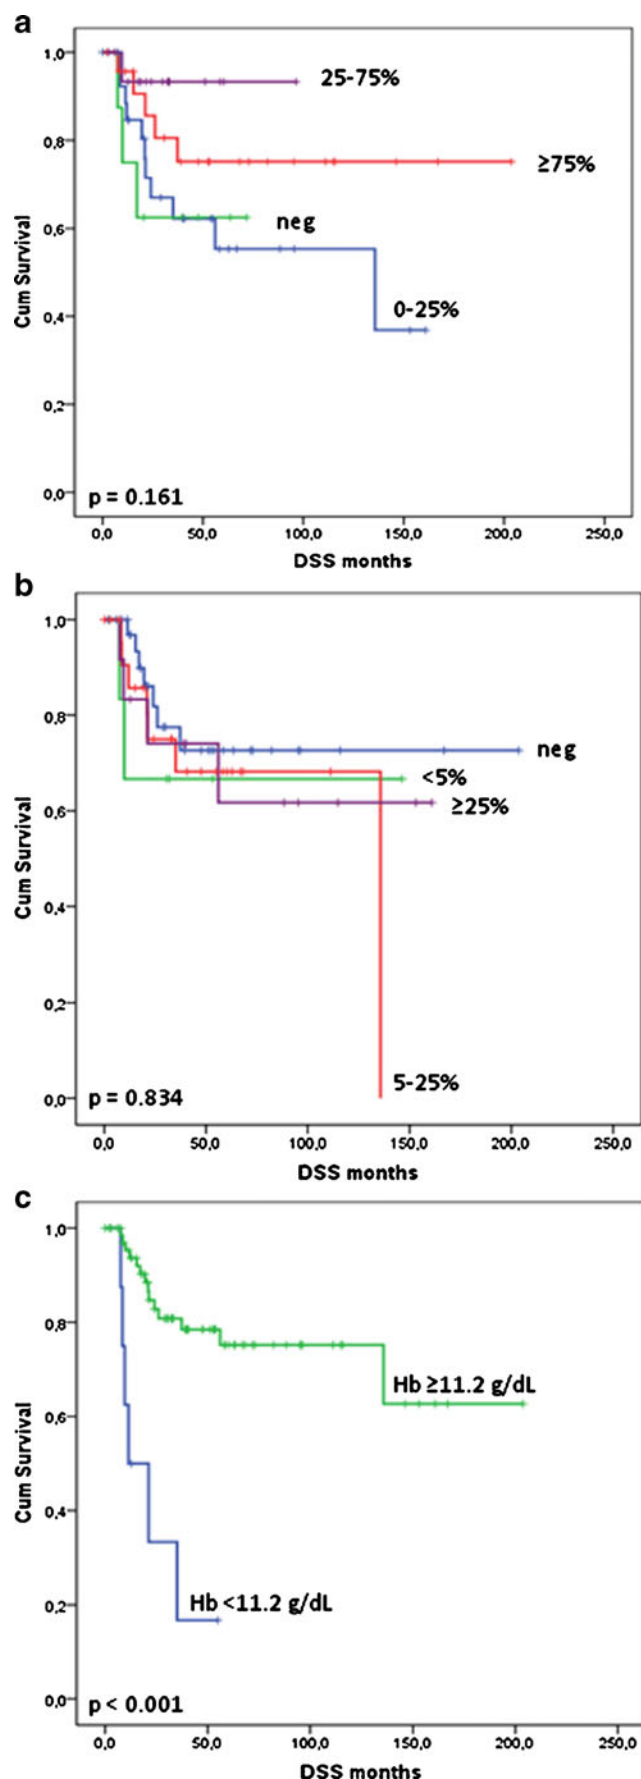 a
1,0
25-75%
0,8
≥75%
0,6
neg
0,4
0-25%
0,2
0,0
p = 0.161
Cum Survival
0,0 50,0 100,0 150,0 200,0 250,0
DSS months
b
1,0
0,8
neg
<5%
≥25%
0,6
0,4
0,2
5-25%
0,0
p = 0.834
Cum Survival
0,0 50,0 100,0 150,0 200,0 250,0
DSS months
c
1,0
0,8
Hb ≥11.2 g/dL
0,6
0,4
Hb <11.2 g/dL
0,2
0,0
p < 0.001
Cum Survival
0,0 50,0 100,0 150,0 200,0 250,0
DSS months